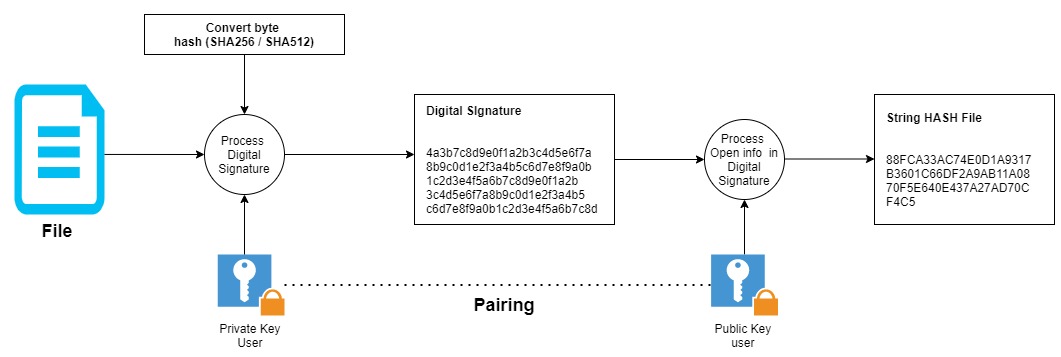 Convert byte
hash (SHA256 / SHA512)
File
Process
Digital
Signature
Digital SIgnature
4a3b7c8d9e0f1a2b3c4d5e6f7a
8b9c0d1e2f3a4b5c6d7e8f9a0b
1c2d3e4f5a6b7c8d9e0f1a2b
3c4d5e6f7a8b9c0d1e2f3a4b5
c6d7e8f9a0b1c2d3e4f5a6b7c8d
Process
Open info in
Digital
Signature
String HASH File
88FCA33AC74E0D1A9317
B3601C66DF2A9AB11A08
70F5E640E437A27AD70C
F4C5
Private Key
User
Pairing
Public Key
user